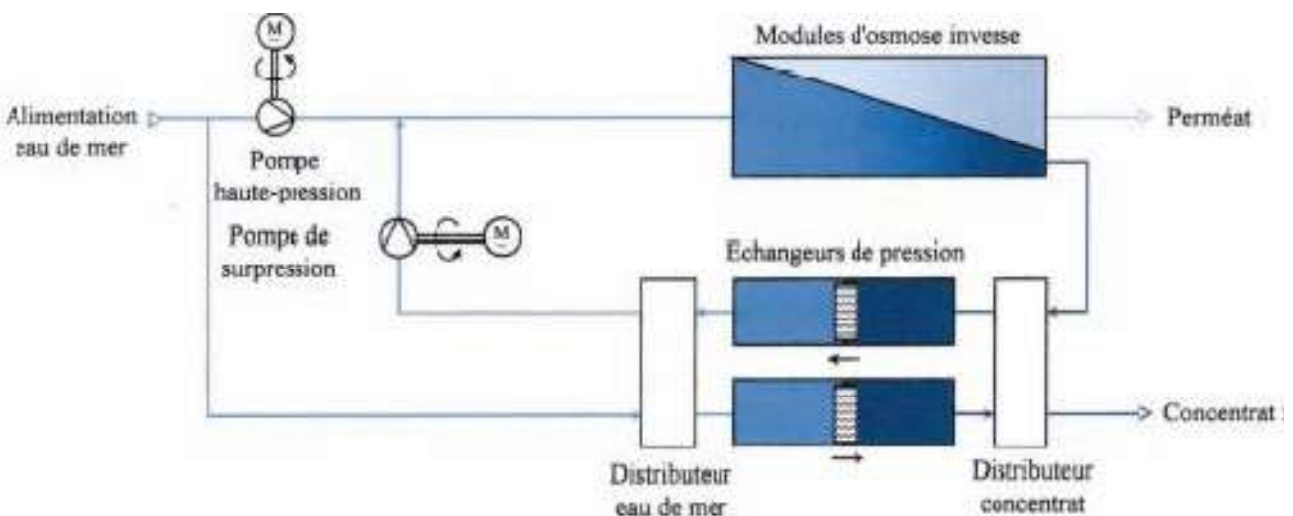 M
Modules d'osmose inverse
Alimentation
eau de mer
Perméat
Pompe
haute-pression
Pompe de
surpression
M
Echangeurs de pression
Concentrat
Distributeur
eau de mer
Distributeur
concentrat